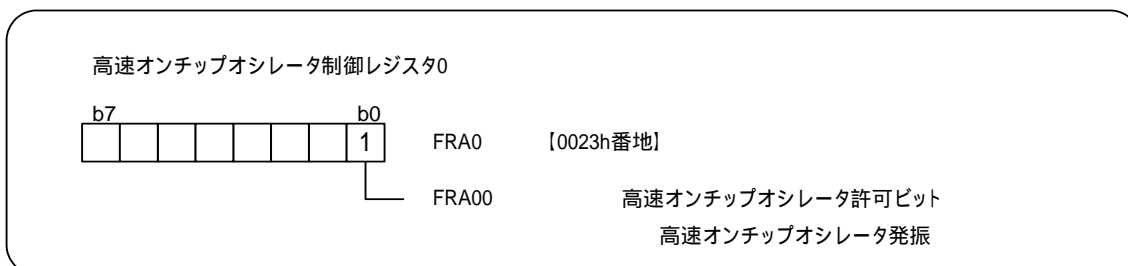 高速オンチップオシレータ制御レジスタ0
b7 b0
1 FRA0 【0023h番地】
FRA00 高速オンチップオシレータ許可ビット
高速オンチップオシレータ発振